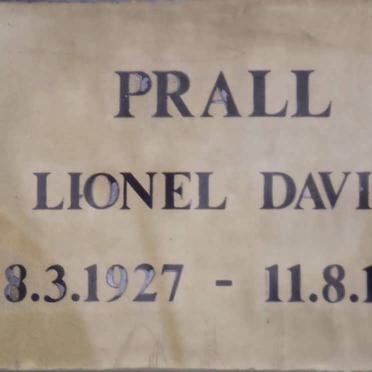 PRALL
LIONEL DAVI
8.3.1927 - 11.8.1